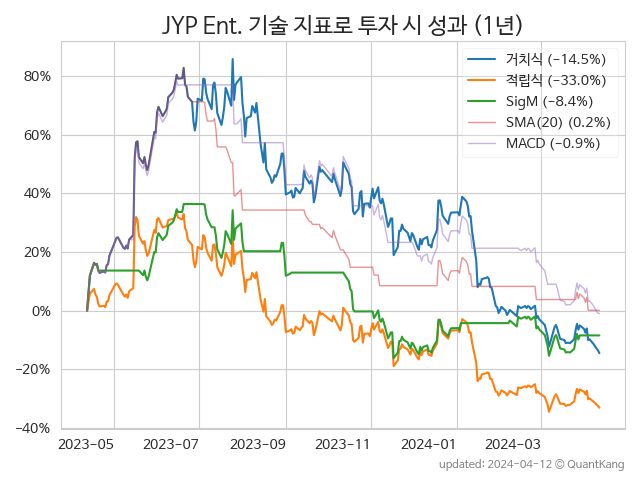 JYP Ent. 기술 지표로 투자 시 성과 (1년)
거치식 (−14.5%)
적립식 (−33.0%)
SigM (−8.4%)
SMA(20) (0.2%)
MACD (−0.9%)
80%
60%
40%
20%
0%
−20%
−40%
2023-05 2023-07 2023-09 2023-11 2024-01 2024-03
updated: 2024-04-12 © QuantKang